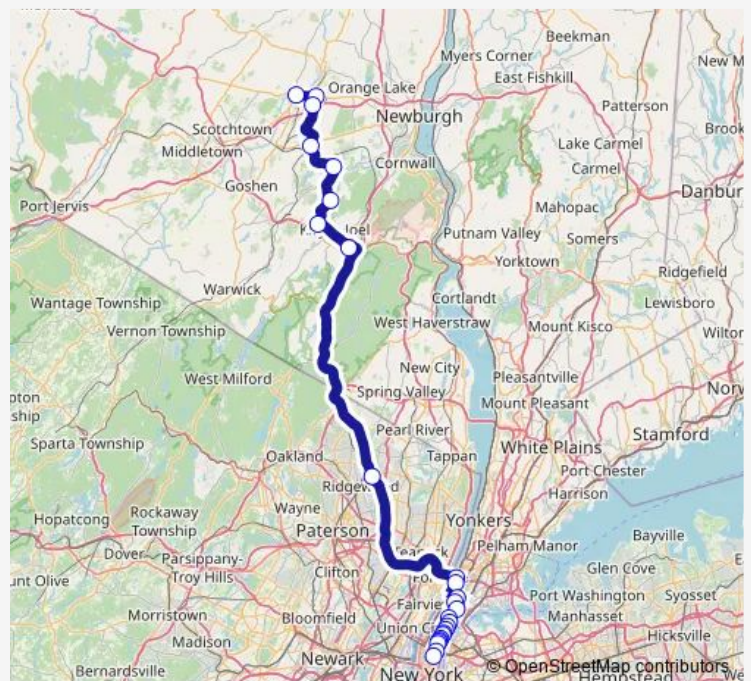 Beekman
Myers Corner
East Fishkill
New M
Orange Lake
Patterson
Newburgh
Scotchtown
Brook
Lake Carmel
Middletown
Carmel
Cornwall
Goshen
Danbur
Port Jervis
Mahopac
Putnam Valley
Somers
Yorktown
Ridgefield
Warwick
Cortlandt
Wantage Township
Lewisboro
West Haverstraw
Mount Kisco
Vernon Township
Wilton
New City
West Milford
Pleasantville
Spring Valley
Mount Pleasant
Norw
Sparta Township
Pearl River
Stamford
White Plains
Oakland
Tappan
Port Chester
Harrison
Hopatcong
Rockaway
Township
Wayne
Yonkers
Paterson
Bayville
Dover
Pelham Manor
Parsippany-
Troy Hills
Glen Cove
unt Olive
Clifton
Port Washington
Syosset
Manhasset
Morristown
Bloomfield
Union Cit
Hicksville
Madison
Newark
Bernardsville
New York
© OpenStreetMap contributors
Hempstead